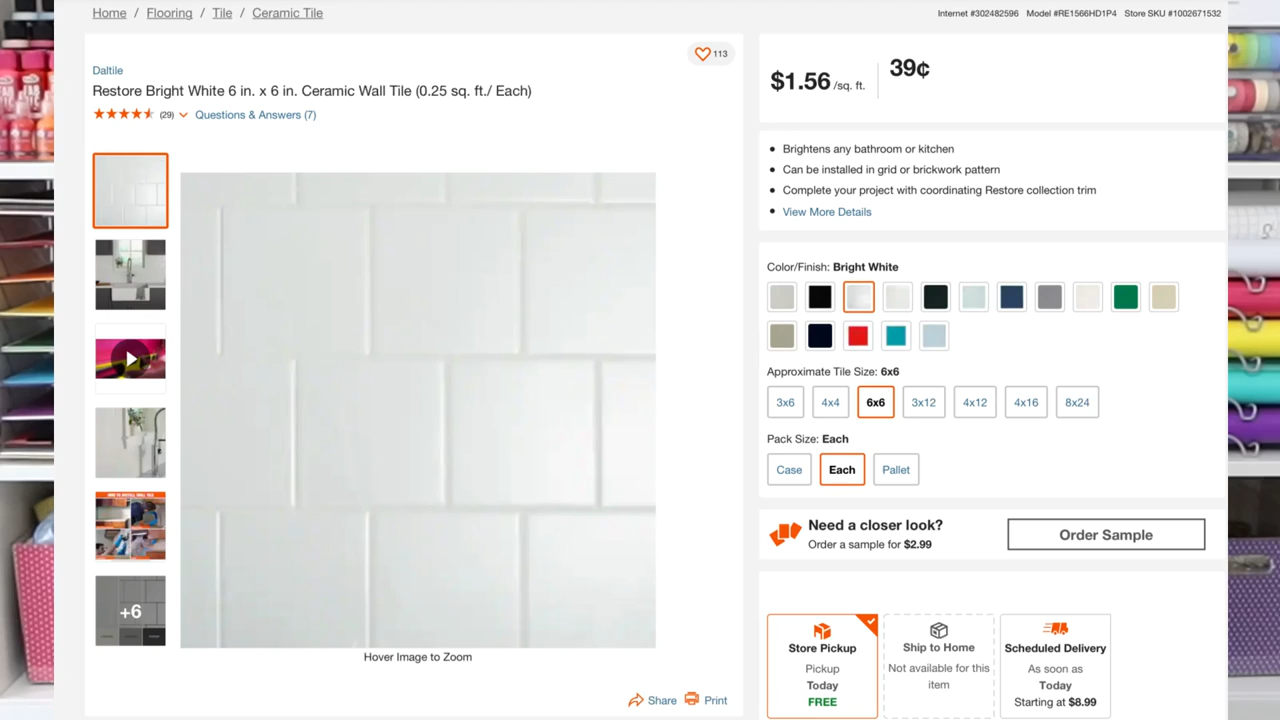 Home / Flooring / Tile / Ceramic Tile
Internet #302482596 Model #RE1566HD1P4 Store SKU #1002671532
113
Daltile
Restore Bright White 6 in. x 6 in. Ceramic Wall Tile (0.25 sq. ft./ Each)
(29) Questions & Answers (7)
+6
Hover Image to Zoom
Share Print
$1.56 /sq. ft. 39¢
Brightens any bathroom or kitchen
Can be installed in grid or brickwork pattern
Complete your project with coordinating Restore collection trim
View More Details
Color/Finish: Bright White
Approximate Tile Size: 6x6
3x6 4x4 6x6 3x12 4x12 4x16 8x24
Pack Size: Each
Case Each Pallet
Need a closer look?
Order a sample for $2.99
Order Sample
Store Pickup
Pickup
Today
FREE
Ship to Home
Not available for this
item
Scheduled Delivery
As soon as
Today
Starting at $8.99